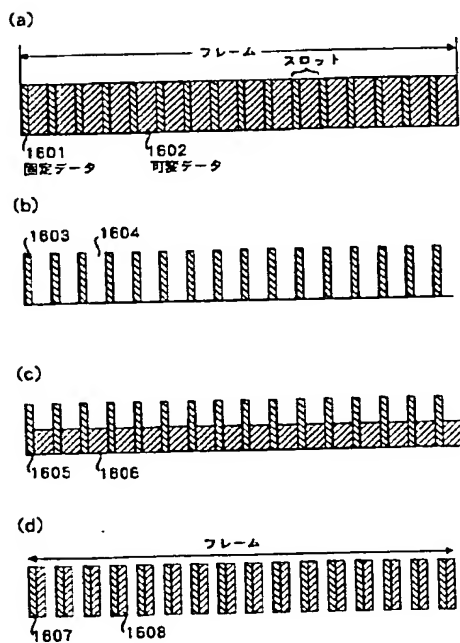 (a)
フレーム
スロット
1601
固定データ
1602
可変データ
(b)
1603
1604
(c)
1605
1606
(d)
フレーム
1607
1608